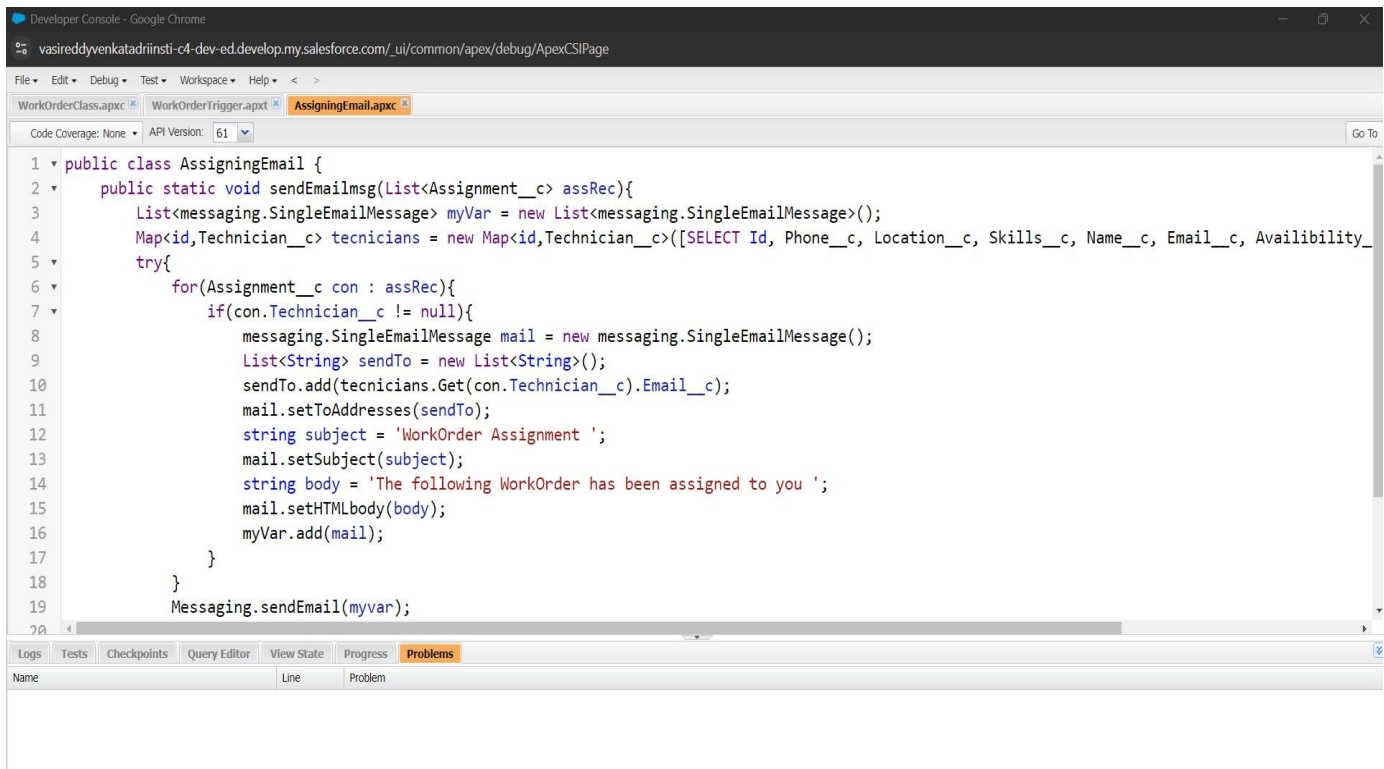 Developer Console - Google Chrome
vasireddyvenkatadriinsti-c4-dev-ed.develop.my.salesforce.com/_ui/common/apex/debug/ApexCSIPage
File Edit Debug Test Workspace Help < >
WorkOrderClass.apxc WorkOrderTrigger.apxt AssigningEmail.apxc
Code Coverage: None API Version: 61 Go To
1 public class AssigningEmail {
2 public static void sendEmailmsg(List<Assignment__c> assRec){
3 List<messaging.SingleEmailMessage> myVar = new List<messaging.SingleEmailMessage>();
4 Map<id,Technician__c> tecnicians = new Map<id,Technician__c>([SELECT Id, Phone__c, Location__c, Skills__c, Name__c, Email__c, Availibility_
5 try{
6 for(Assignment__c con : assRec){
7 if(con.Technician__c != null){
8 messaging.SingleEmailMessage mail = new messaging.SingleEmailMessage();
9 List<String> sendTo = new List<String>();
10 sendTo.add(tecnicians.Get(con.Technician__c).Email__c);
11 mail.setToAddresses(sendTo);
12 string subject = 'WorkOrder Assignment ';
13 mail.setSubject(subject);
14 string body = 'The following WorkOrder has been assigned to you ';
15 mail.setHTMLbody(body);
16 myVar.add(mail);
17 }
18 }
19 Messaging.sendEmail(myvar);
20
Logs Tests Checkpoints Query Editor View State Progress Problems
Name Line Problem